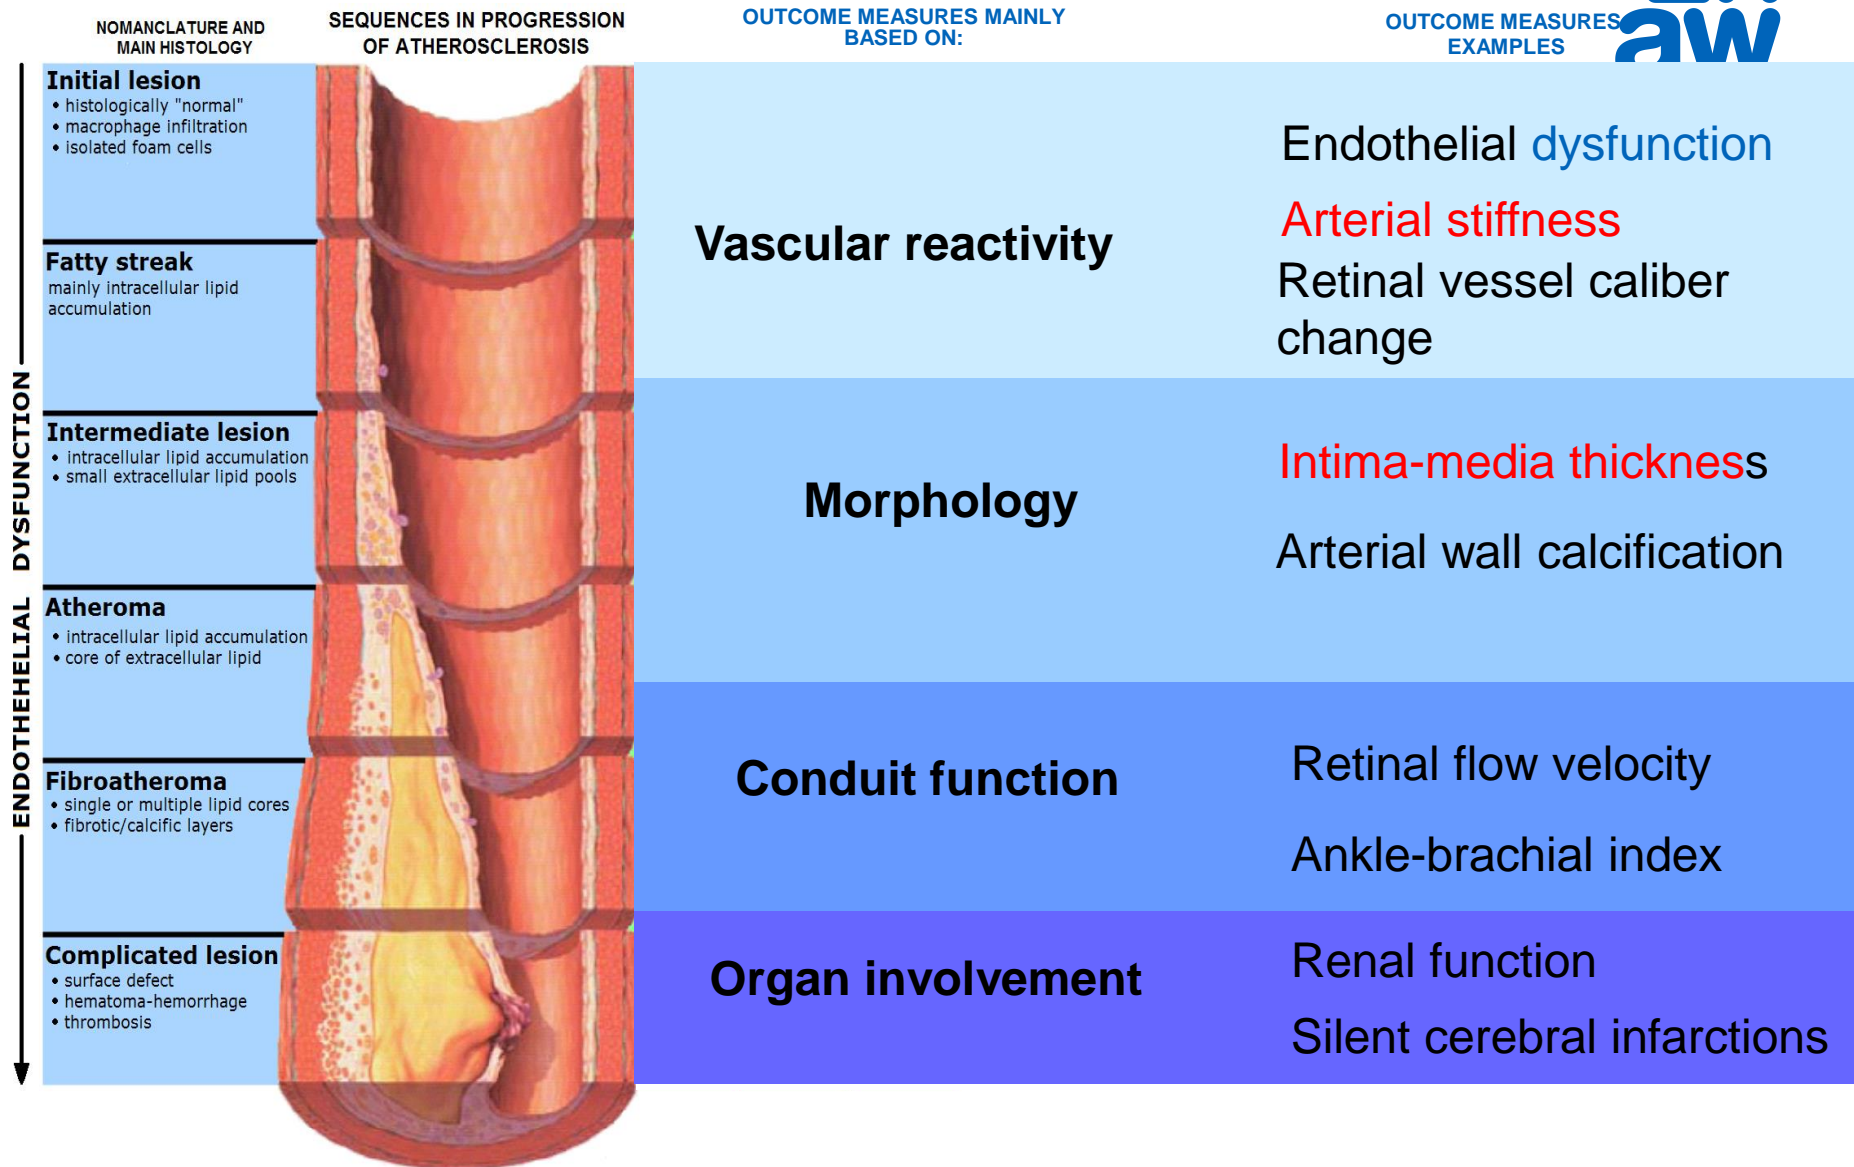 NOMANCLATURE AND
MAIN HISTOLOGY
SEQUENCES IN PROGRESSION
OF ATHEROSCLEROSIS
OUTCOME MEASURES MAINLY
BASED ON:
OUTCOME MEASURES
EXAMPLES
aw
ENDOTHEHELIAL DYSFUNCTION
Initial lesion
• histologically "normal"
• macrophage infiltration
• isolated foam cells
Fatty streak
mainly intracellular lipid
accumulation
Intermediate lesion
• intracellular lipid accumulation
• small extracellular lipid pools
Atheroma
• intracellular lipid accumulation
• core of extracellular lipid
Fibroatheroma
• single or multiple lipid cores
• fibrotic/calcific layers
Complicated lesion
• surface defect
• hematoma-hemorrhage
• thrombosis
Vascular reactivity
Endothelial dysfunction
Arterial stiffness
Retinal vessel caliber
change
Morphology
Intima-media thickness
Arterial wall calcification
Conduit function
Retinal flow velocity
Ankle-brachial index
Organ involvement
Renal function
Silent cerebral infarctions